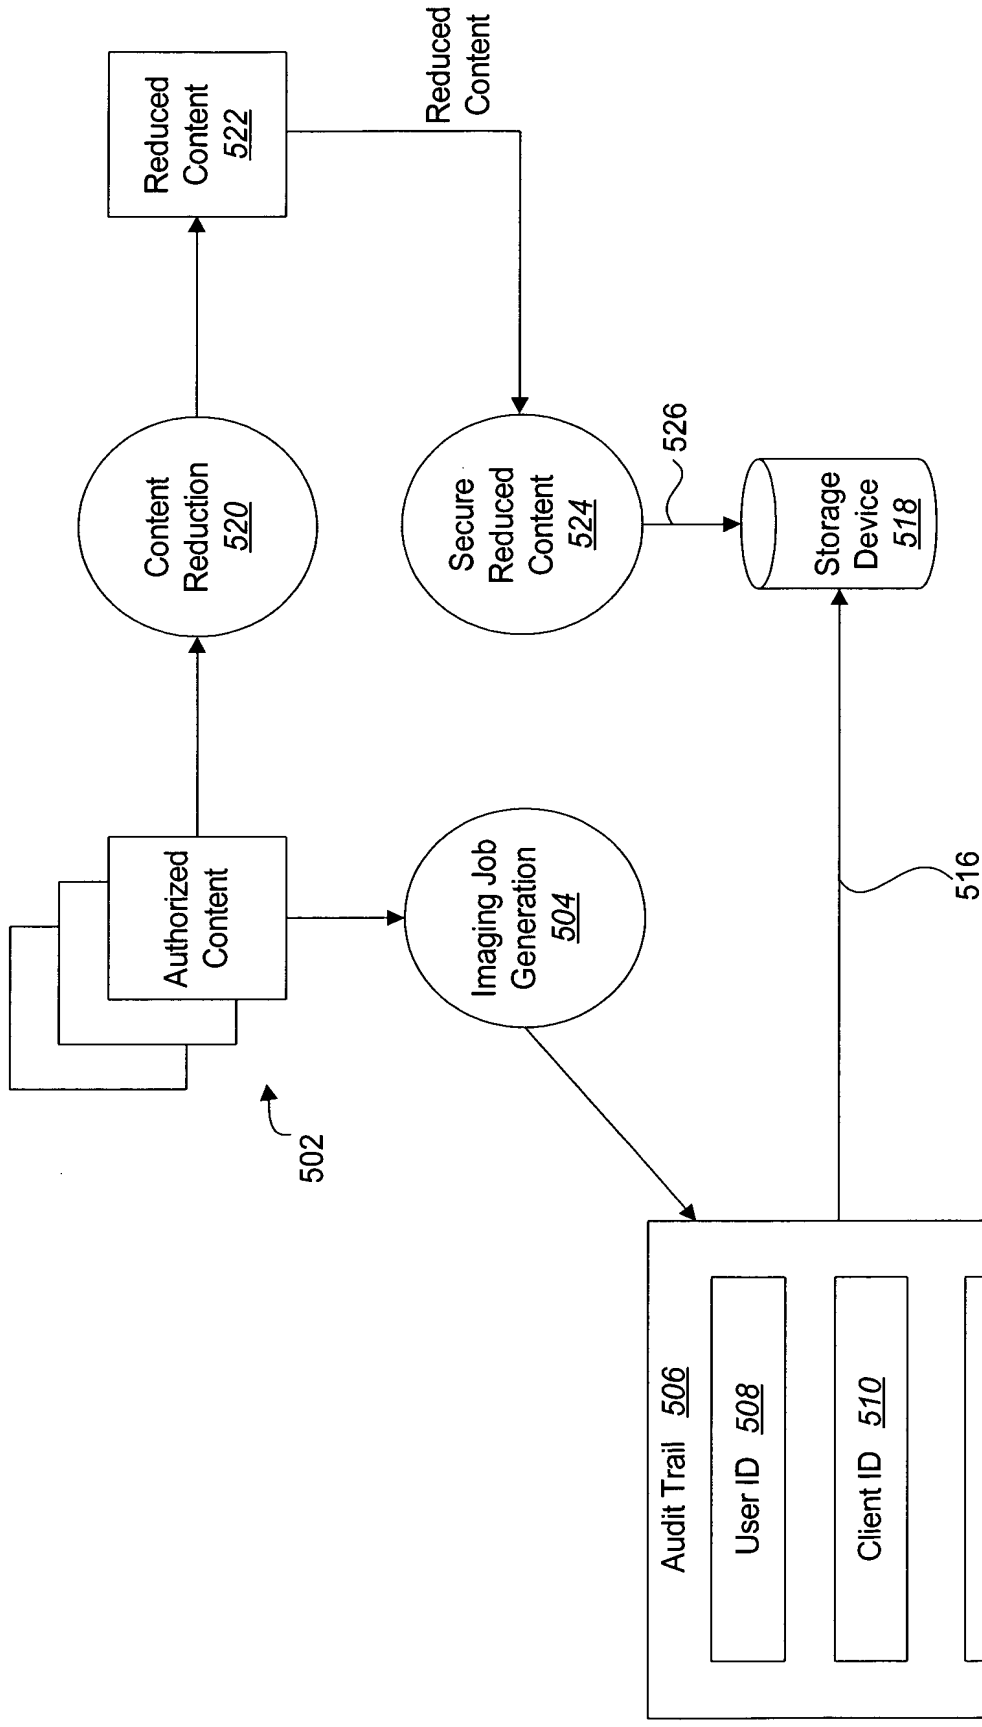 502
Authorized
Content
Content
Reduction
520
Reduced
Content
522
Reduced
Content
Imaging Job
Generation
504
Secure
Reduced
Content
524
526
Audit Trail 506
User ID 508
Client ID 510
516
Storage
Device
518